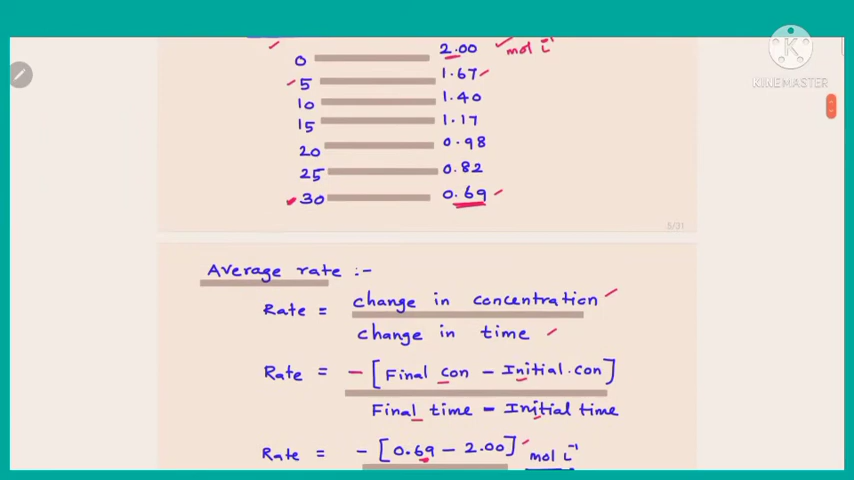 0 2.00 mol L⁻¹
5 1.67
10 1.40
15 1.17
20 0.98
25 0.82
30 0.69
5/31
Average rate :-
Rate = change in concentration
change in time
Rate = - [Final con - Initial.con]
Final time - Initial time
Rate = - [0.69 - 2.00] mol L⁻¹
K
KINEMASTER